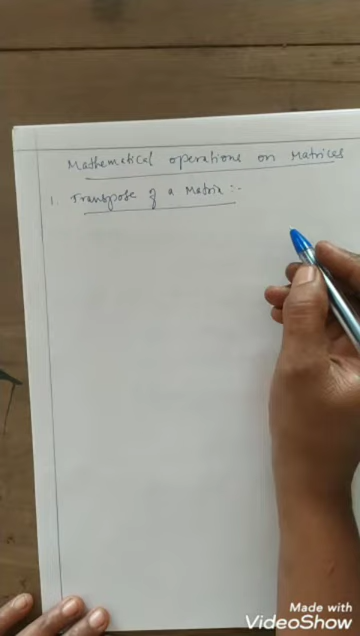 Mathematical operations on Matrices
1. Transpose of a Matrix :-
Made with
VideoShow